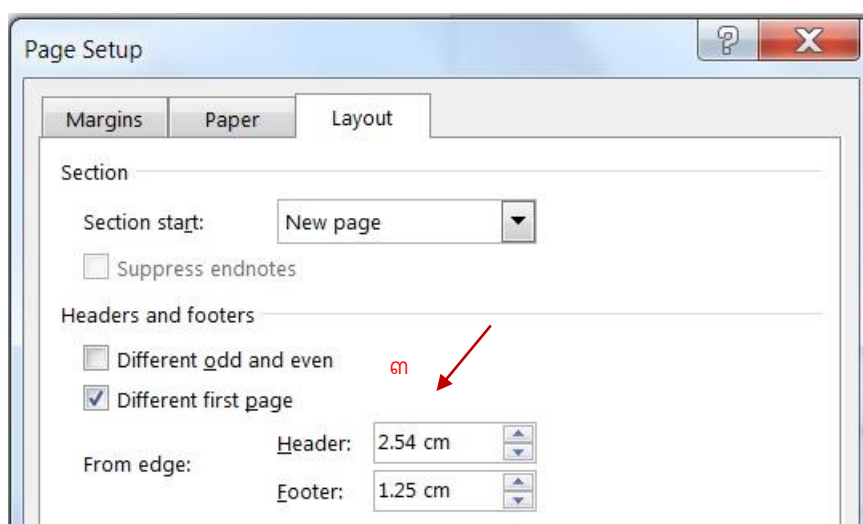 Page Setup
Margins Paper Layout
Section
Section start: New page
Suppress endnotes
Headers and footers
Different odd and even
๓
Different first page
From edge:
Header: 2.54 cm
Footer: 1.25 cm